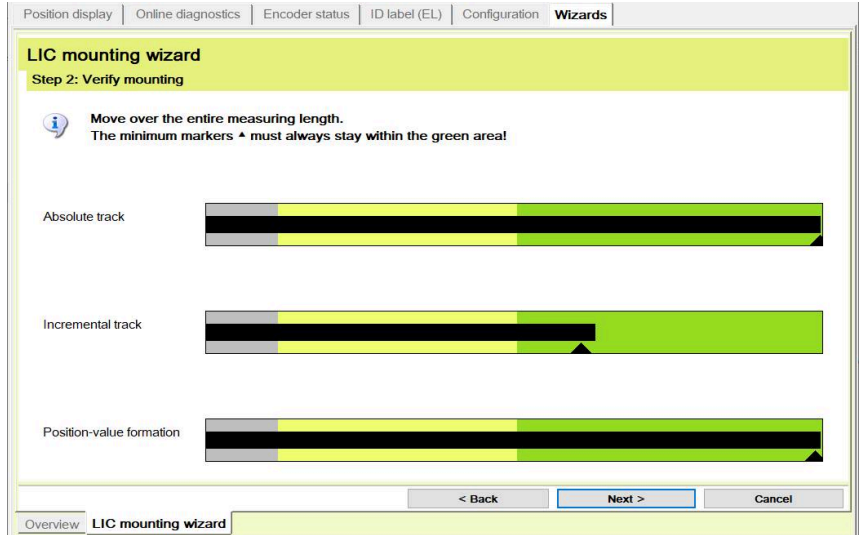 Position display Online diagnostics Encoder status ID label (EL) Configuration Wizards
LIC mounting wizard
Step 2: Verify mounting
Move over the entire measuring length.
The minimum markers ▲ must always stay within the green area!
Absolute track
Incremental track
Position-value formation
< Back Next > Cancel
Overview LIC mounting wizard